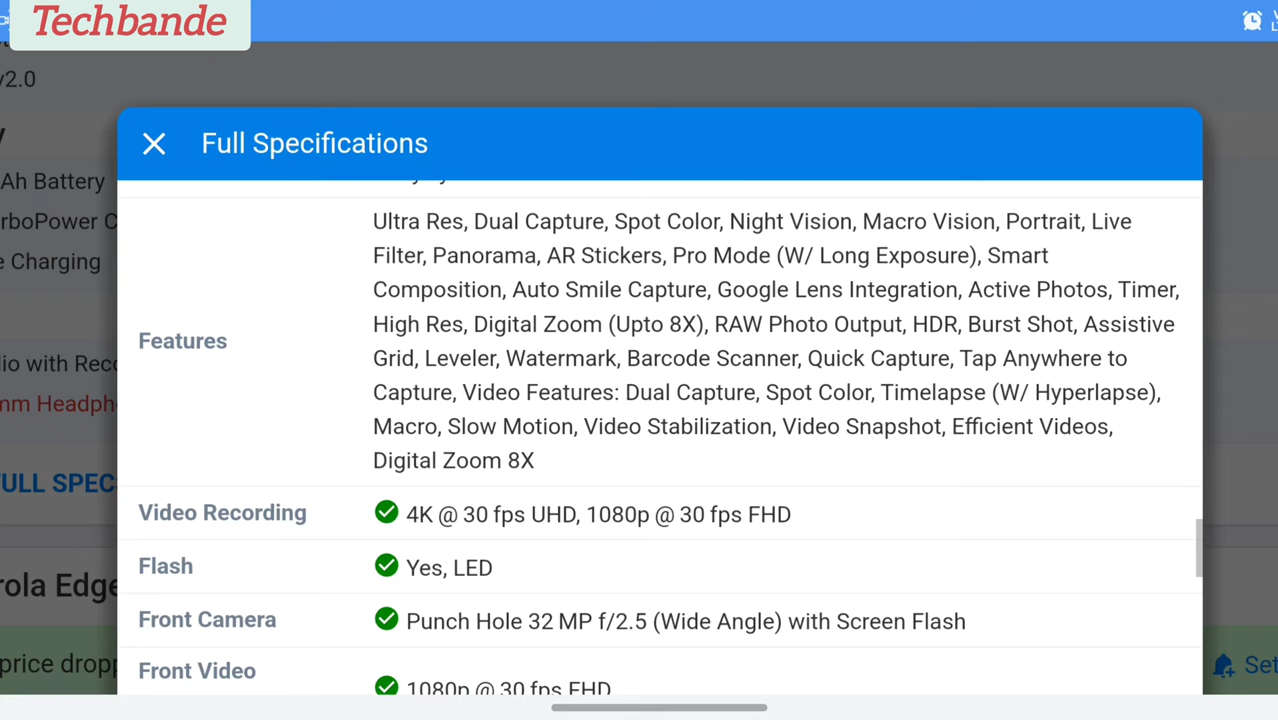 Techbande
v2.0
Full Specifications
Ah Battery
rboPower C
e Charging
Ultra Res, Dual Capture, Spot Color, Night Vision, Macro Vision, Portrait, Live
Filter, Panorama, AR Stickers, Pro Mode (W/ Long Exposure), Smart
Composition, Auto Smile Capture, Google Lens Integration, Active Photos, Timer,
High Res, Digital Zoom (Upto 8X), RAW Photo Output, HDR, Burst Shot, Assistive
Grid, Leveler, Watermark, Barcode Scanner, Quick Capture, Tap Anywhere to
Capture, Video Features: Dual Capture, Spot Color, Timelapse (W/ Hyperlapse),
Macro, Slow Motion, Video Stabilization, Video Snapshot, Efficient Videos,
Digital Zoom 8X
Features
dio with Reco
mm Headph
FULL SPECS
Video Recording 4K @ 30 fps UHD, 1080p @ 30 fps FHD
Flash Yes, LED
rola Edge
Front Camera Punch Hole 32 MP f/2.5 (Wide Angle) with Screen Flash
price dropp
Front Video 1080p @ 30 fps FHD
Set